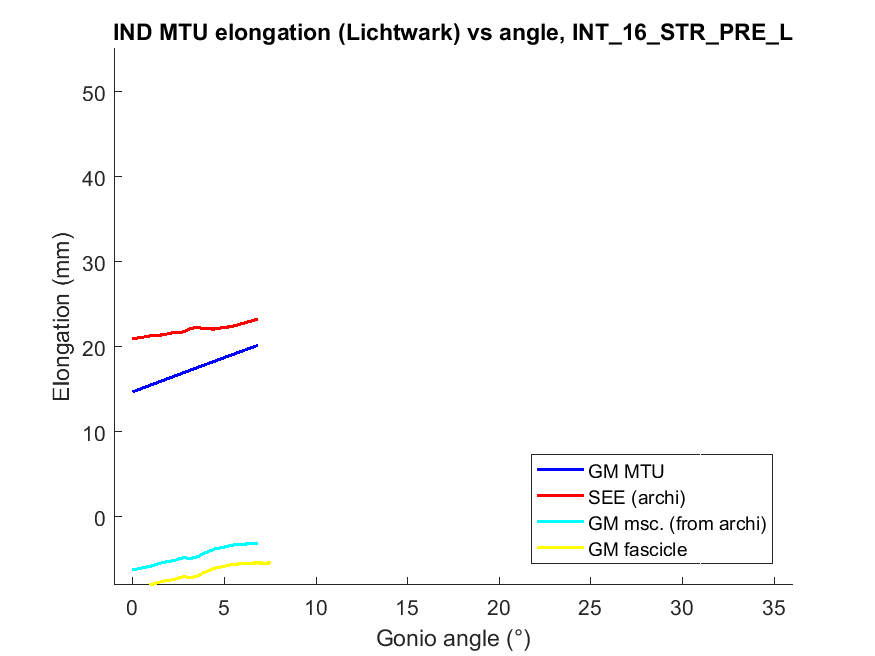 IND MTU elongation (Lichtwark) vs angle, INT_16_STR_PRE_L
50
40
30
20
10
0
Elongation (mm)
GM MTU
SEE (archi)
GM msc. (from archi)
GM fascicle
0 5 10 15 20 25 30 35
Gonio angle (°)